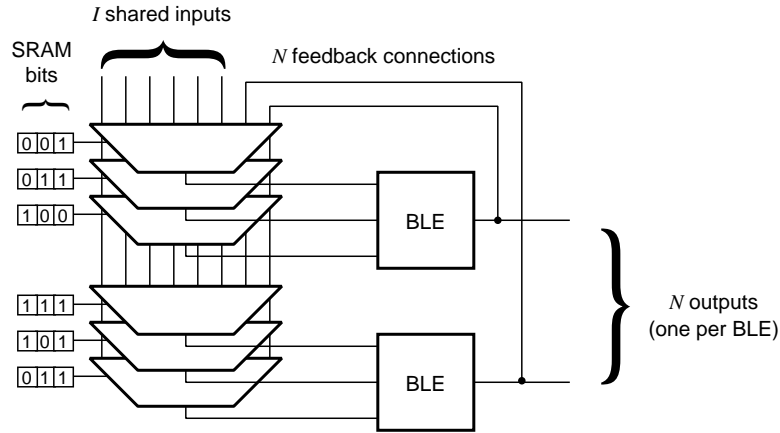 I shared inputs
SRAM
bits
N feedback connections
0 0 1
0 1 1
1 0 0
BLE
1 1 1
1 0 1
0 1 1
BLE
N outputs
(one per BLE)